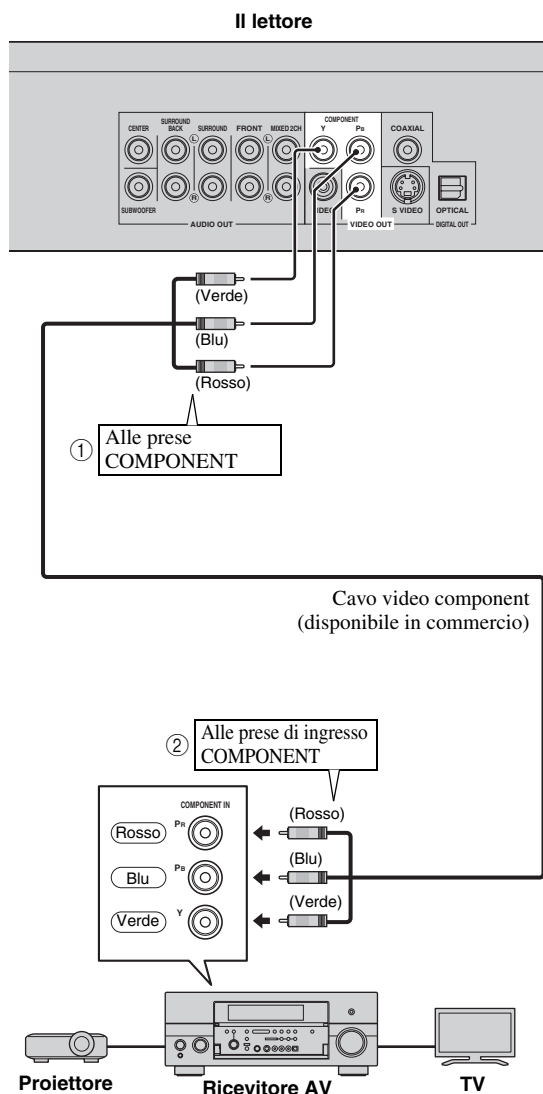 Il lettore
COMPONENT
CENTER SURROUND BACK SURROUND FRONT MIXED 2CH Y PB COAXIAL
L L
R R
SUBWOOFER VIDEO PR S VIDEO OPTICAL
AUDIO OUT VIDEO OUT DIGITAL OUT
(Verde)
(Blu)
(Rosso)
① Alle prese
COMPONENT
Cavo video component
(disponibile in commercio)
② Alle prese di ingresso
COMPONENT
COMPONENT IN
Rosso PR (Rosso)
Blu PB (Blu)
Verde Y (Verde)
Proiettore Ricevitore AV TV